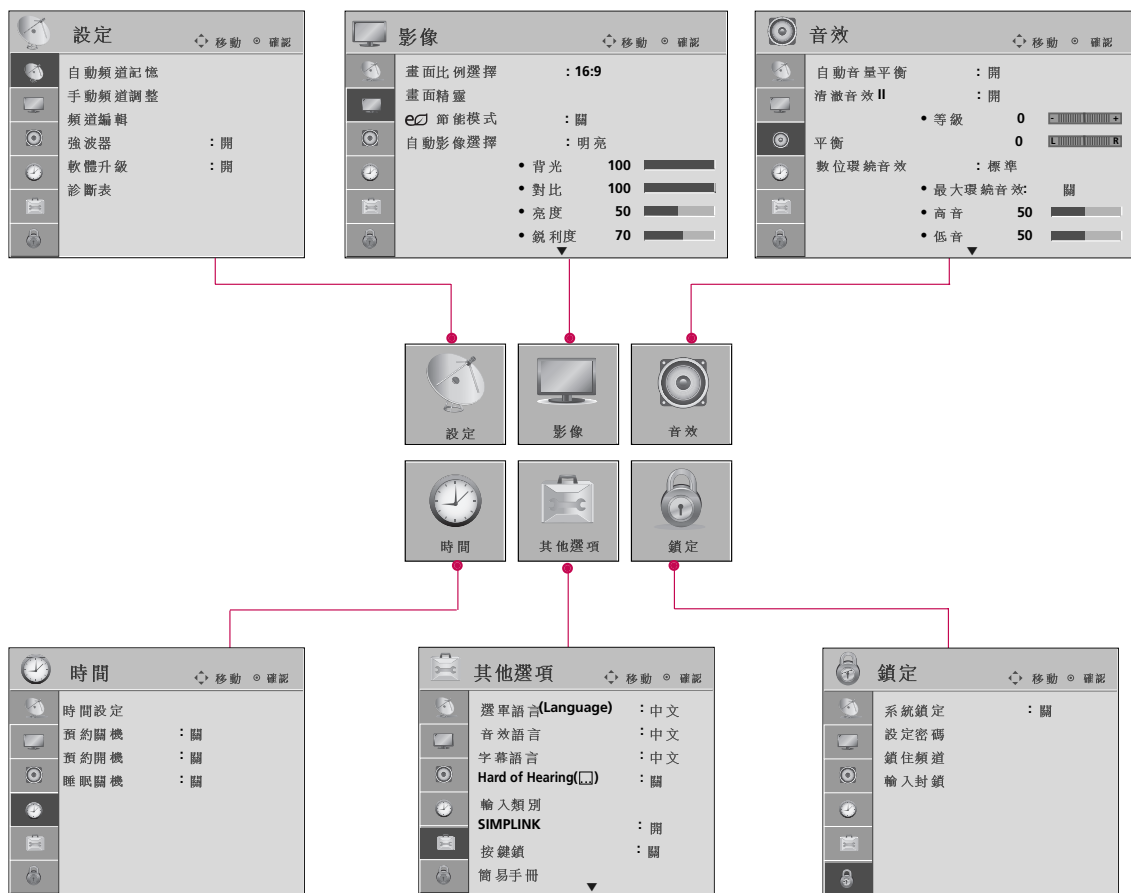 設定 移動 ⊙ 確認
自動頻道記憶
手動頻道調整
頻道編輯
強波器 : 開
軟體升級 : 開
診斷表
影像 移動 ⊙ 確認
畫面比例選擇 : 16:9
畫面精靈
節能模式 : 關
自動影像選擇 : 明亮
• 背光 100
• 對比 100
• 亮度 50
• 銳利度 70
▼
音效 移動 ⊙ 確認
自動音量平衡 : 開
清澈音效 II : 開
• 等級 0 - +
平衡 0 L R
數位環繞音效 : 標準
• 最大環繞音效: 關
• 高音 50
• 低音 50
▼
設定
影像
音效
時間
其他選項
鎖定
時間 移動 ⊙ 確認
時間設定
預約關機 : 關
預約開機 : 關
睡眠關機 : 關
其他選項 移動 ⊙ 確認
選單語言(Language) : 中文
音效語言 : 中文
字幕語言 : 中文
Hard of Hearing( ) : 關
輸入類別
SIMPLINK : 開
按鍵鎖 : 關
簡易手冊
▼
鎖定 移動 ⊙ 確認
系統鎖定 : 關
設定密碼
鎖住頻道
輸入封鎖